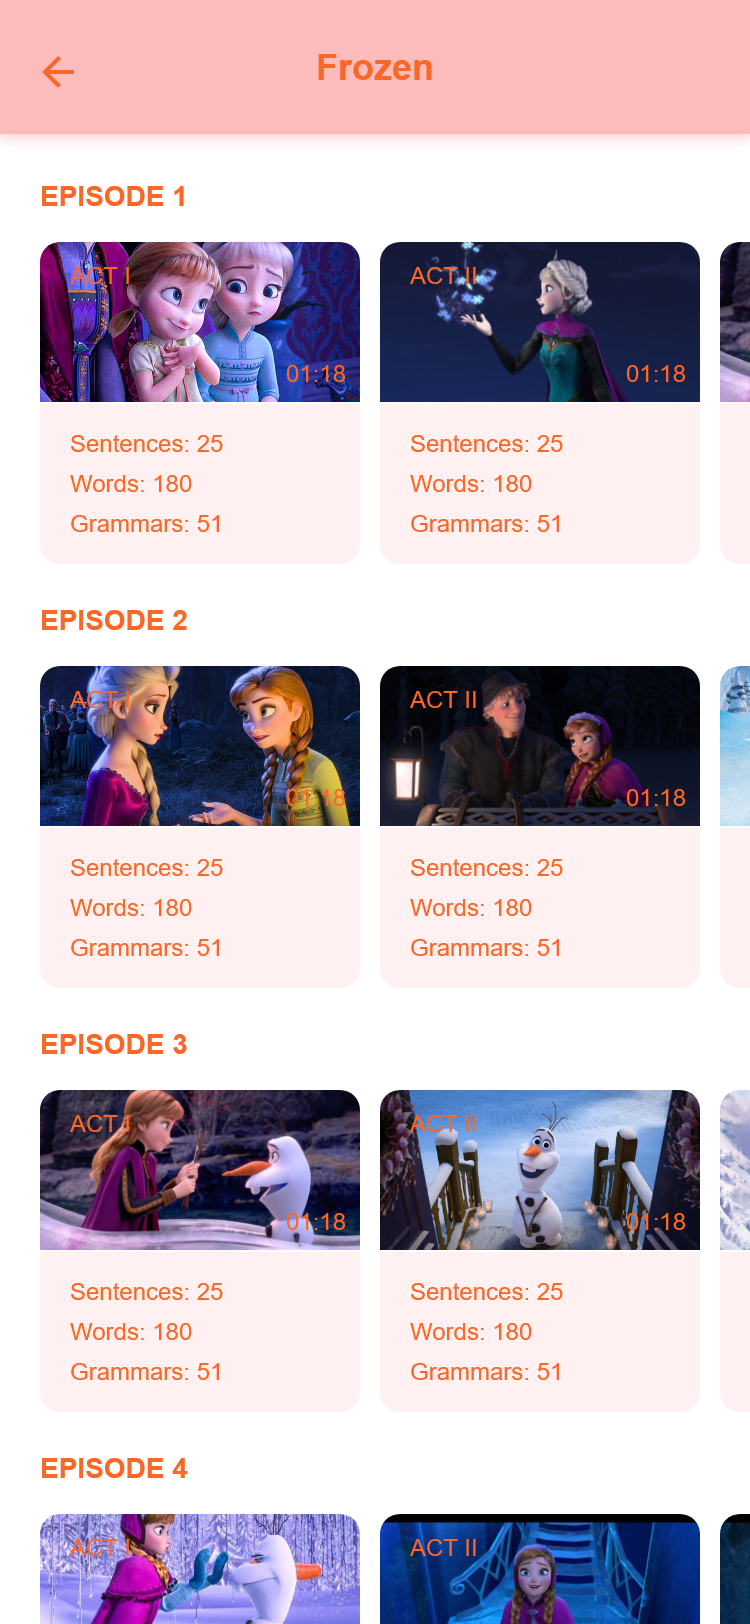 Frozen
EPISODE 1
ACT I
01:18
Sentences: 25
Words: 180
Grammars: 51
ACT II
01:18
Sentences: 25
Words: 180
Grammars: 51
EPISODE 2
ACT I
01:18
Sentences: 25
Words: 180
Grammars: 51
ACT II
01:18
Sentences: 25
Words: 180
Grammars: 51
EPISODE 3
ACT I
01:18
Sentences: 25
Words: 180
Grammars: 51
ACT II
01:18
Sentences: 25
Words: 180
Grammars: 51
EPISODE 4
ACT I
ACT II